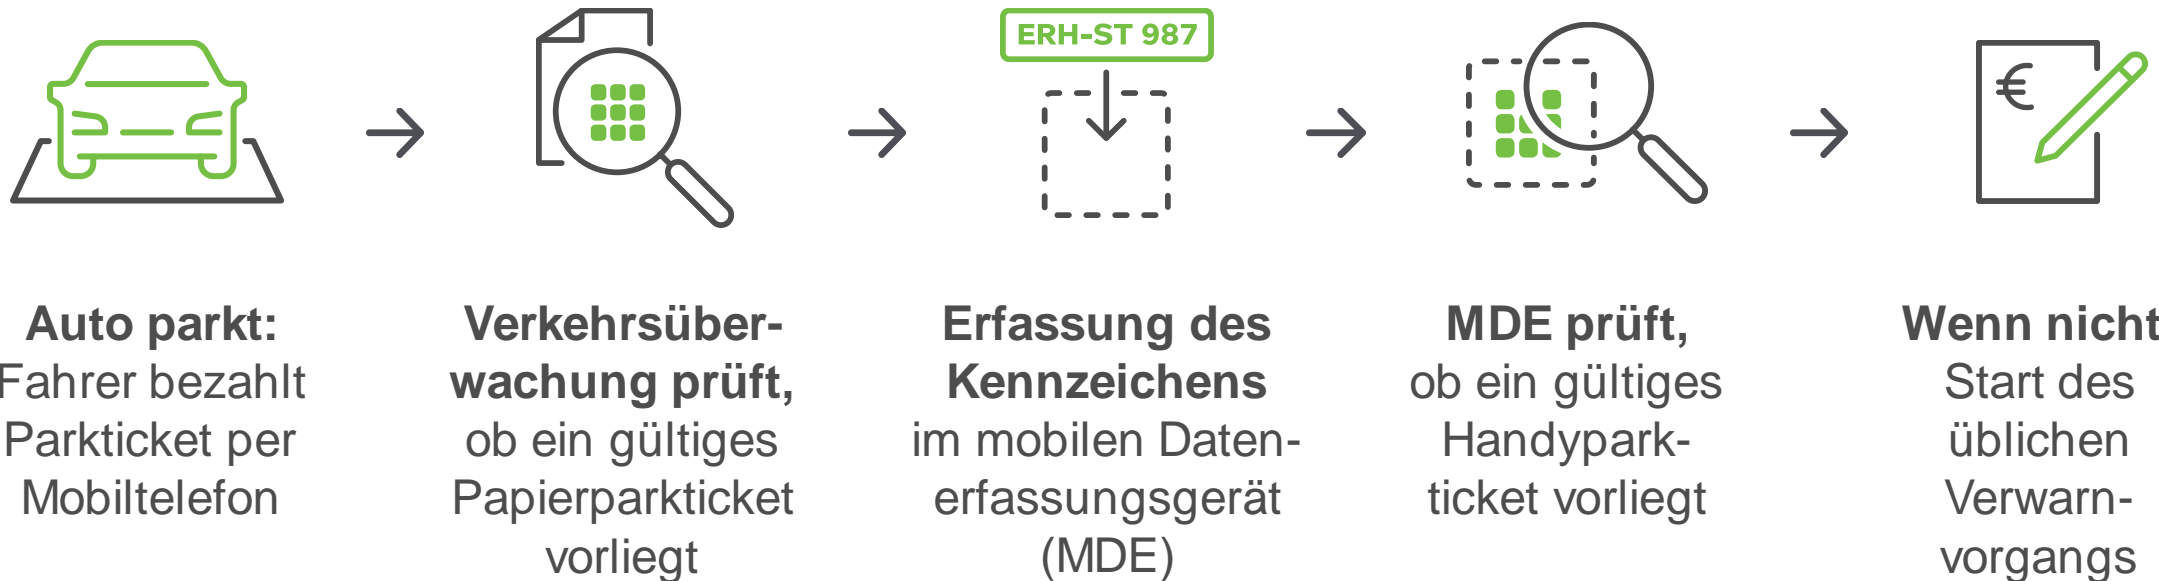 ERH-ST 987
Auto parkt:
Fahrer bezahlt
Parkticket per
Mobiltelefon
Verkehrsüber-
wachung prüft,
ob ein gültiges
Papierparkticket
vorliegt
Erfassung des
Kennzeichens
im mobilen Daten-
erfassungsgerät
(MDE)
MDE prüft,
ob ein gültiges
Handypark-
ticket vorliegt
Wenn nicht
Start des
üblichen
Verwarn-
vorgangs